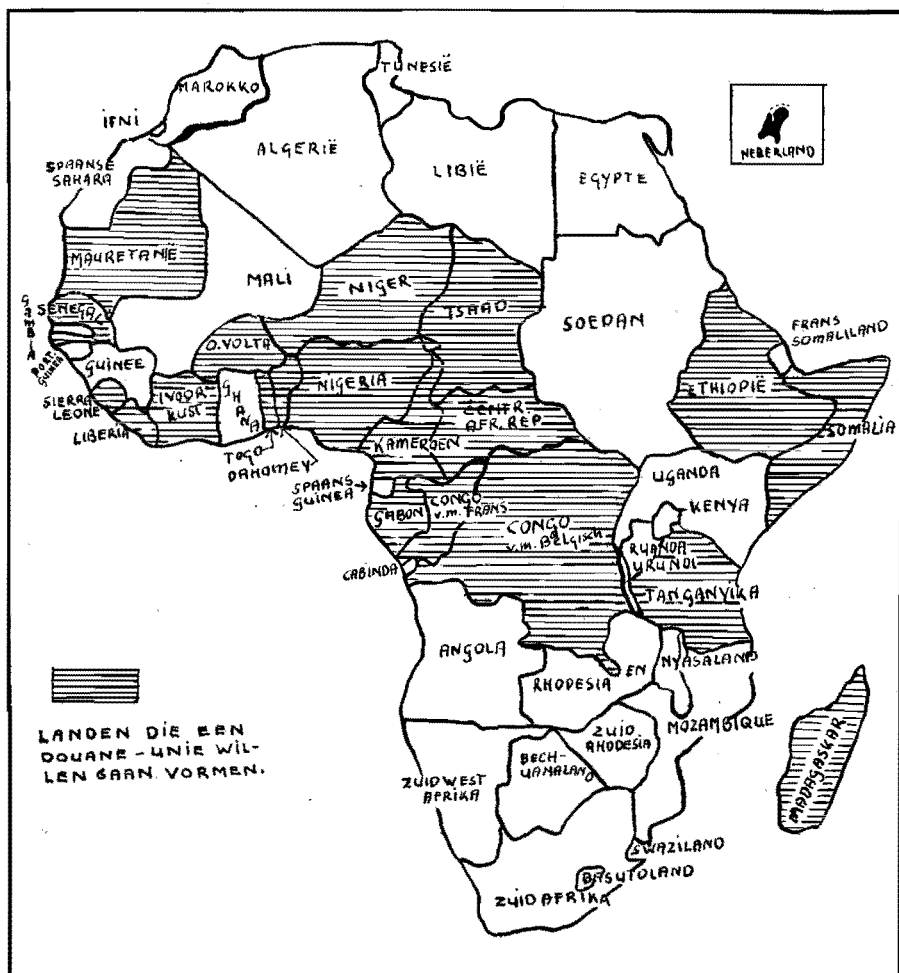 TUNESIË
MAROKKO
IFNI
ALGERIË
LIBIË
EGYPTE
NEDERLAND
SPAANSE
SAHARA
MAURETANIË
MALI
NIGER
TSAAD
SOEDAN
FRANS
SOMALILAND
GAMBIA
SENEGAL
O.VOLTA
PORT.
GUINEA
GUINEE
NIGERIA
ETHIOPIË
SIERRA
LEONE
IVOOR
KUST
GHANA
CENTR.
AFR. REP
SOMALIA
LIBERIA
KAMEROEN
TOGO
DAHOMEY
UGANDA
SPAANS
GUINEA
KENYA
GABON
CONGO
v.m. FRANS
CONGO
v.m. BELGISCH
RUANDA
URUNDI
CABINDA
TANGANYIKA
ANGOLA
RHODESIA EN
NYASALAND
MOZAMBIQUE
MADAGASKAR
LANDEN DIE EEN
DOUANE-UNIE WIL-
LEN GAAN VORMEN.
ZUID
RHODESIA
BECH-
UANALAND
ZUIDWEST
AFRIKA
SWAZILAND
BASUTOLAND
ZUID AFRIKA